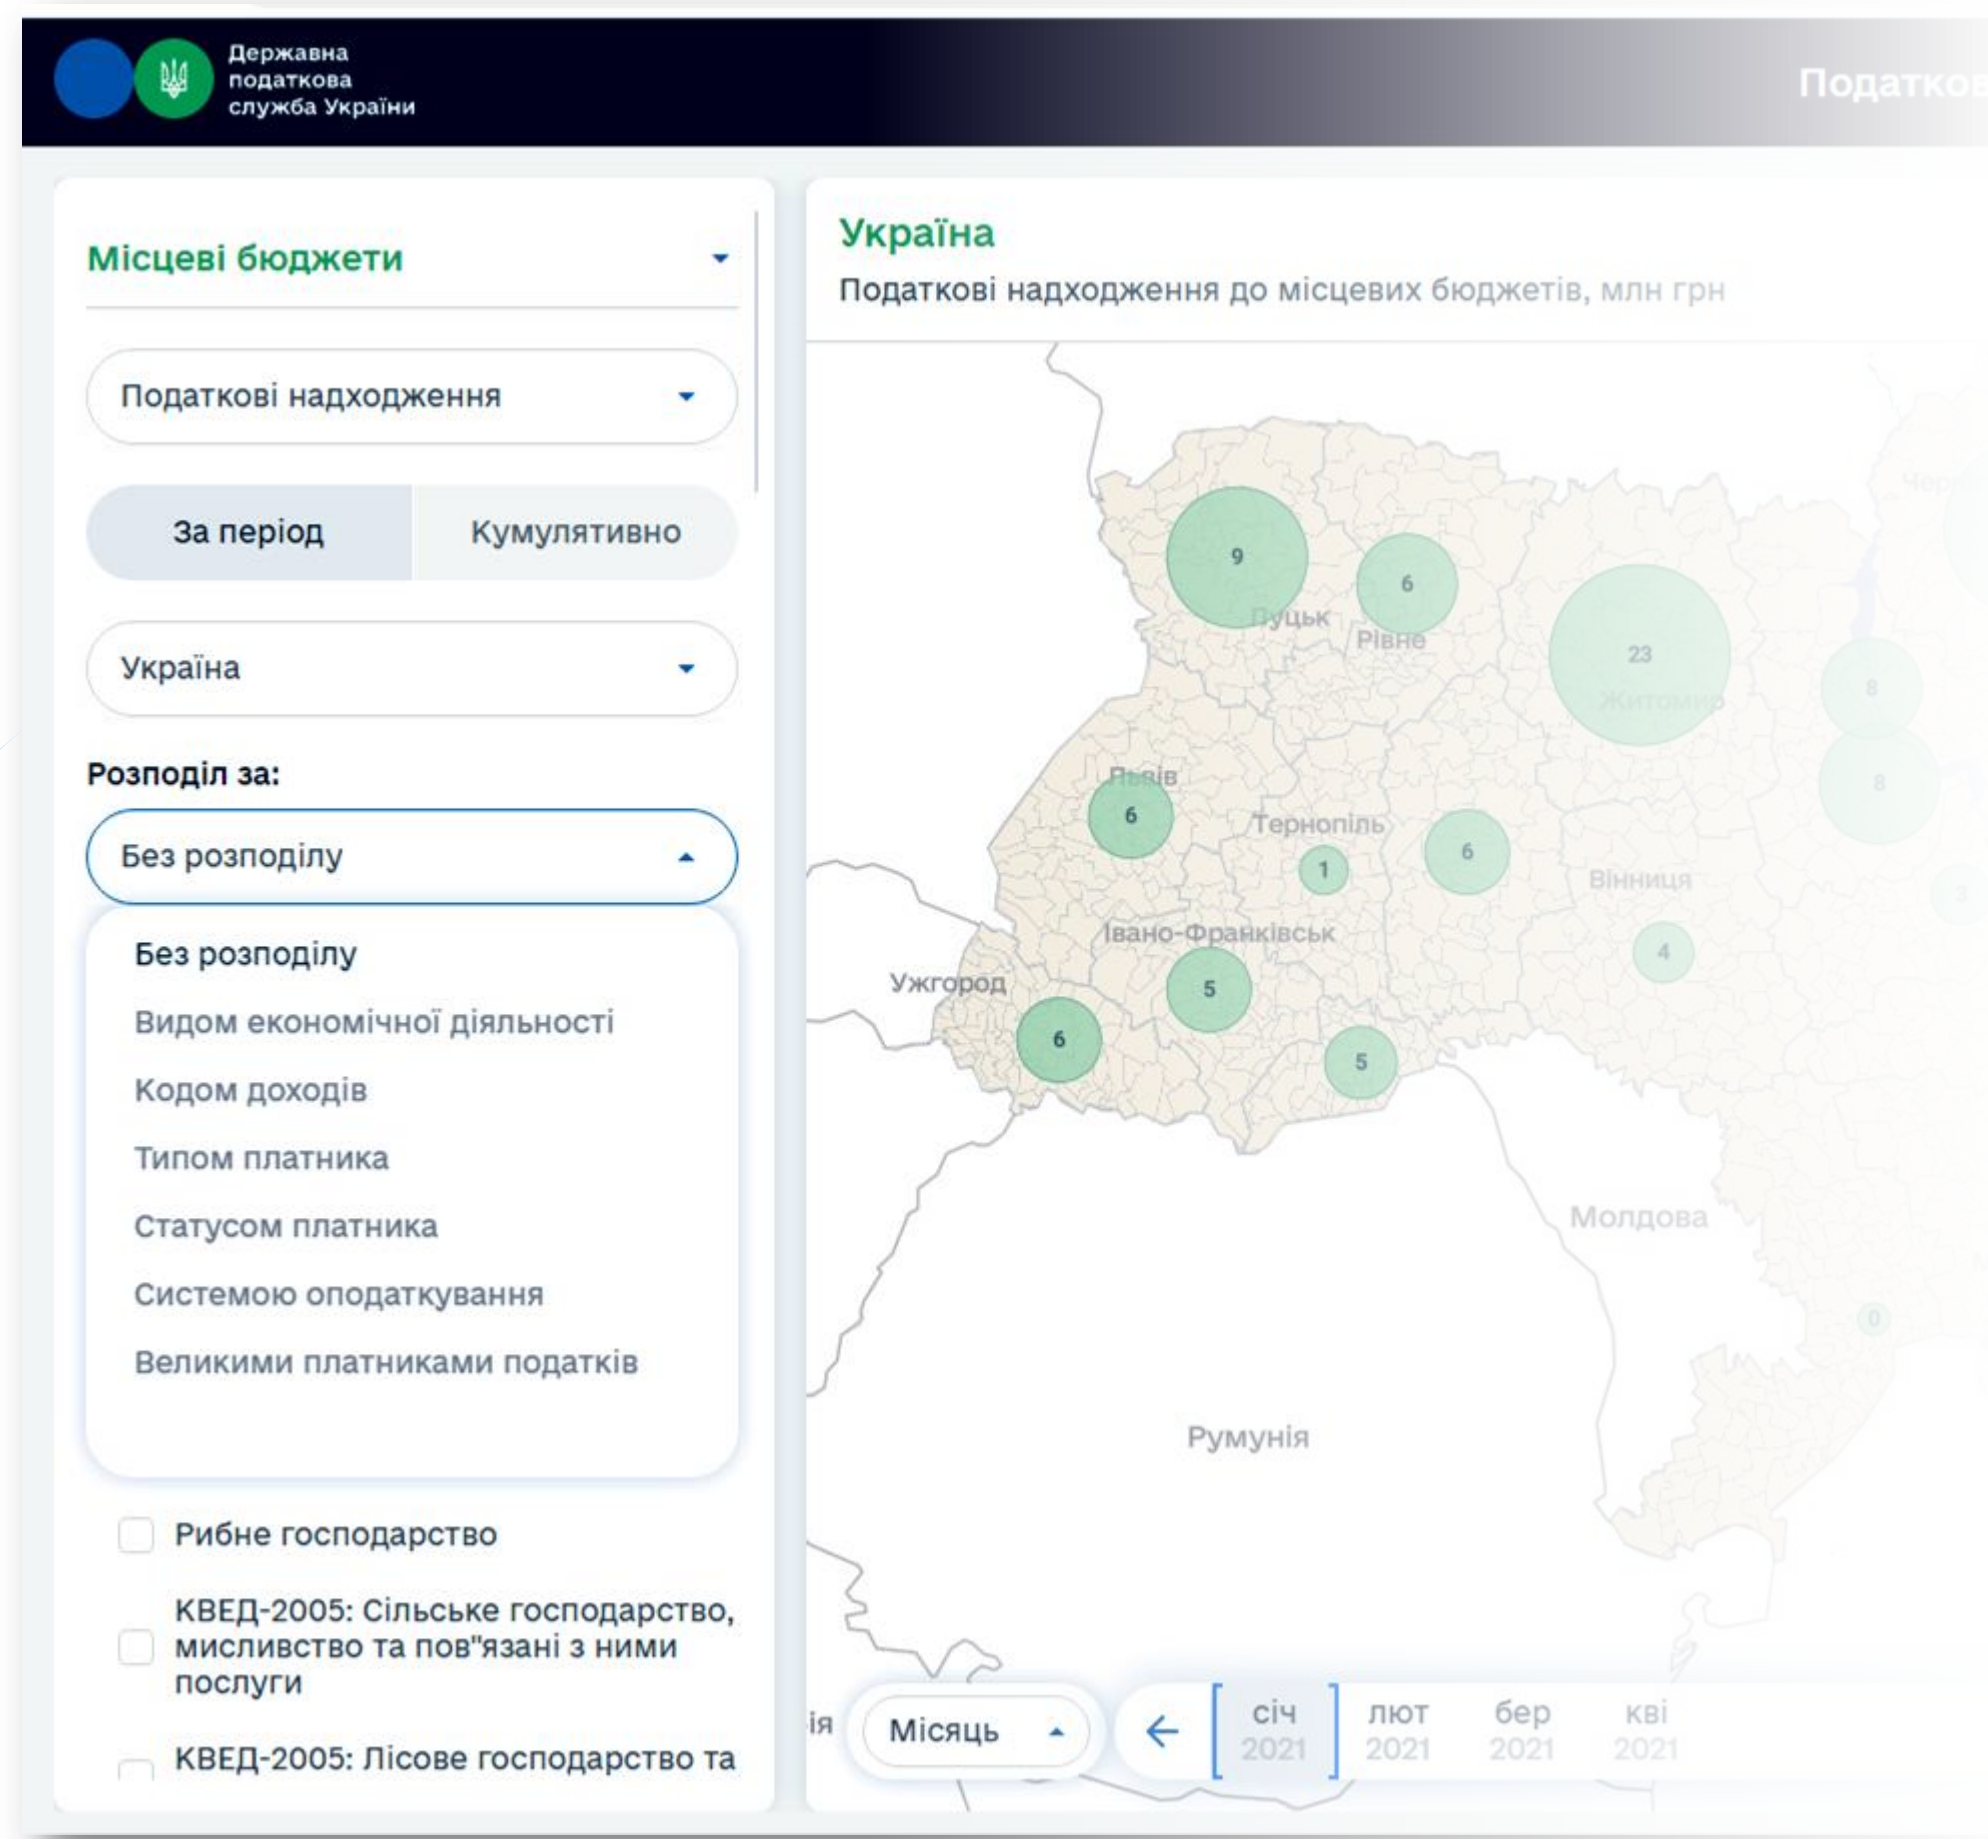 Державна
податкова
служба України
Місцеві бюджети
Податкові надходження
За період
Кумулятивно
Україна
Розподіл за:
Без розподілу
Без розподілу
Видом економічної діяльності
Кодом доходів
Типом платника
Статусом платника
Системою оподаткування
Великими платниками податків
Рибне господарство
КВЕД-2005: Сільське господарство,
мисливство та пов"язані з ними
послуги
КВЕД-2005: Лісове господарство та
Україна
Податкові надходження до місцевих бюджетів, млн грн
9
6
Луцьк
Рівне
23
Житомир
8
Львів
6
8
Тернопіль
6
1
Вінниця
3
Івано-Франківськ
4
Ужгород
5
6
5
Молдова
0
Румунія
ія
Місяць
січ
2021
лют
2021
бер
2021
кві
2021